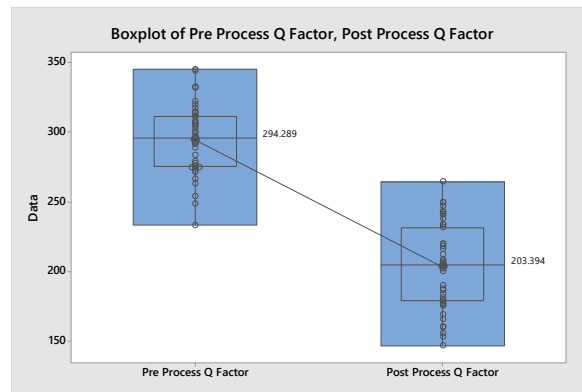 Boxplot of Pre Process Q Factor, Post Process Q Factor
350
300
250
200
150
Data
294.289
203.394
Pre Process Q Factor
Post Process Q Factor